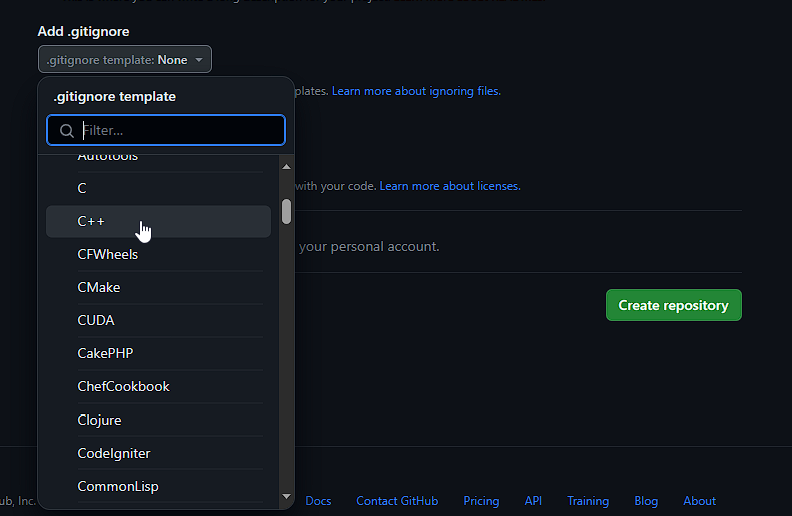 Add .gitignore
.gitignore template: None
.gitignore template
plates. Learn more about ignoring files.
Filter...
Autotools
C
with your code. Learn more about licenses.
C++
your personal account.
CFWheels
CMake
Create repository
CUDA
CakePHP
ChefCookbook
Clojure
CodeIgniter
CommonLisp
ub, Inc.
Docs
Contact GitHub
Pricing
API
Training
Blog
About